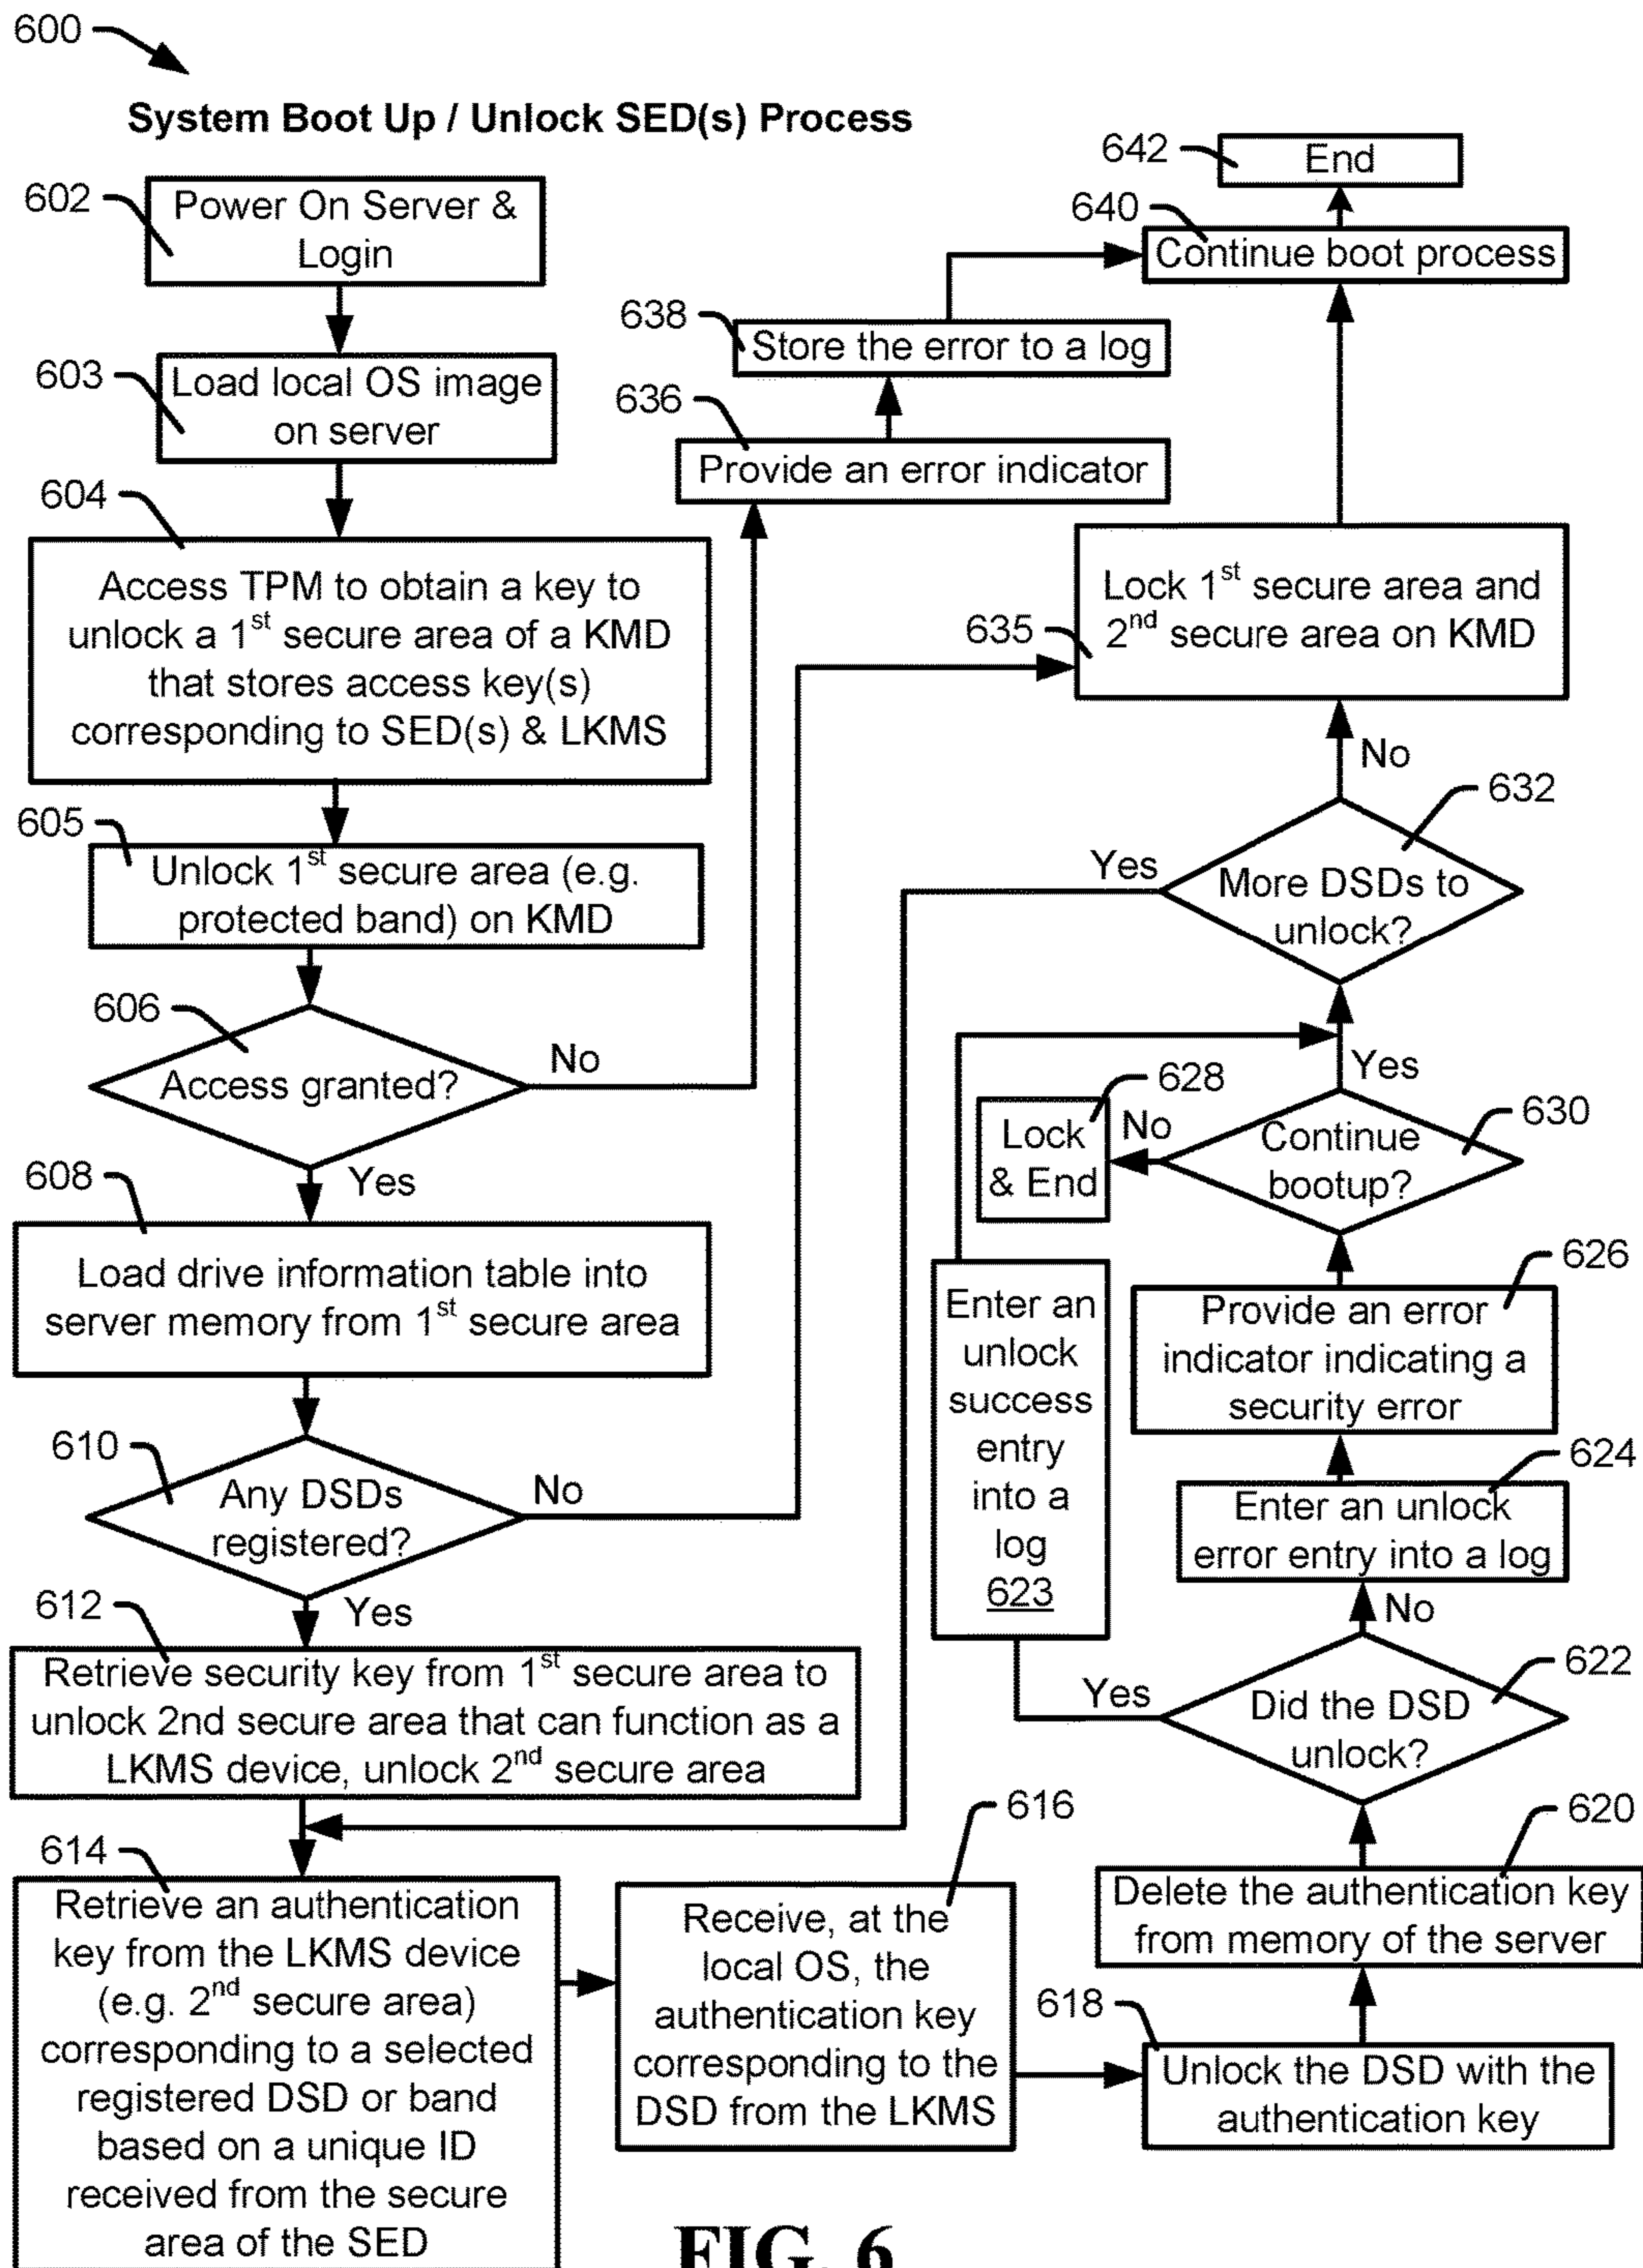 600
System Boot Up / Unlock SED(s) Process
602
Power On Server &
Login
603
Load local OS image
on server
604
Access TPM to obtain a key to
unlock a 1st secure area of a KMD
that stores access key(s)
corresponding to SED(s) & LKMS
605
Unlock 1st secure area (e.g.
protected band) on KMD
606
Access granted?
No
Yes
608
Load drive information table into
server memory from 1st secure area
610
Any DSDs
registered?
No
Yes
612
Retrieve security key from 1st secure area to
unlock 2nd secure area that can function as a
LKMS device, unlock 2nd secure area
614
Retrieve an authentication
key from the LKMS device
(e.g. 2nd secure area)
corresponding to a selected
registered DSD or band
based on a unique ID
received from the secure
area of the SED
616
Receive, at the
local OS, the
authentication key
corresponding to the
DSD from the LKMS
618
Unlock the DSD with the
authentication key
620
Delete the authentication key
from memory of the server
622
Did the DSD
unlock?
Yes
No
Enter an
unlock
success
entry
into a
log
623
624
Enter an unlock
error entry into a log
626
Provide an error
indicator indicating a
security error
630
Continue
bootup?
No
Yes
628
Lock
& End
632
More DSDs to
unlock?
Yes
No
635
Lock 1st secure area and
2nd secure area on KMD
636
Provide an error indicator
638
Store the error to a log
640
Continue boot process
642
End
FIG. 6